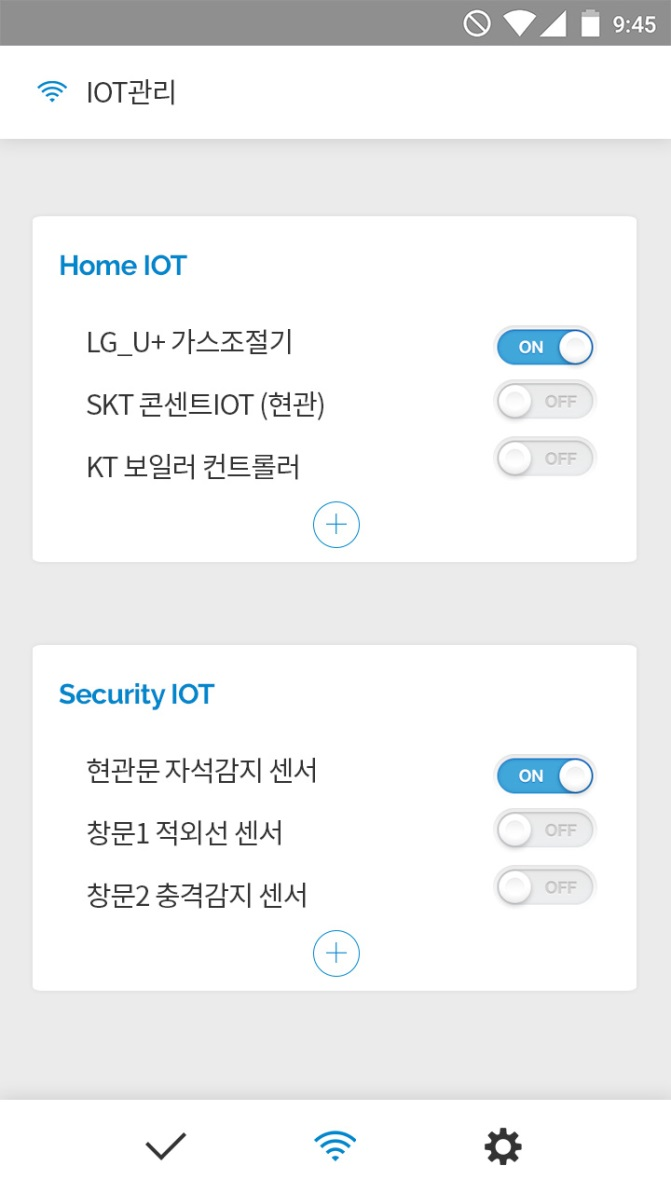 9:45
IOT관리
Home IOT
LG_U+ 가스조절기 ON
SKT 콘센트IOT (현관) OFF
KT 보일러 컨트롤러 OFF
Security IOT
현관문 자석감지 센서 ON
창문1 적외선 센서 OFF
창문2 충격감지 센서 OFF